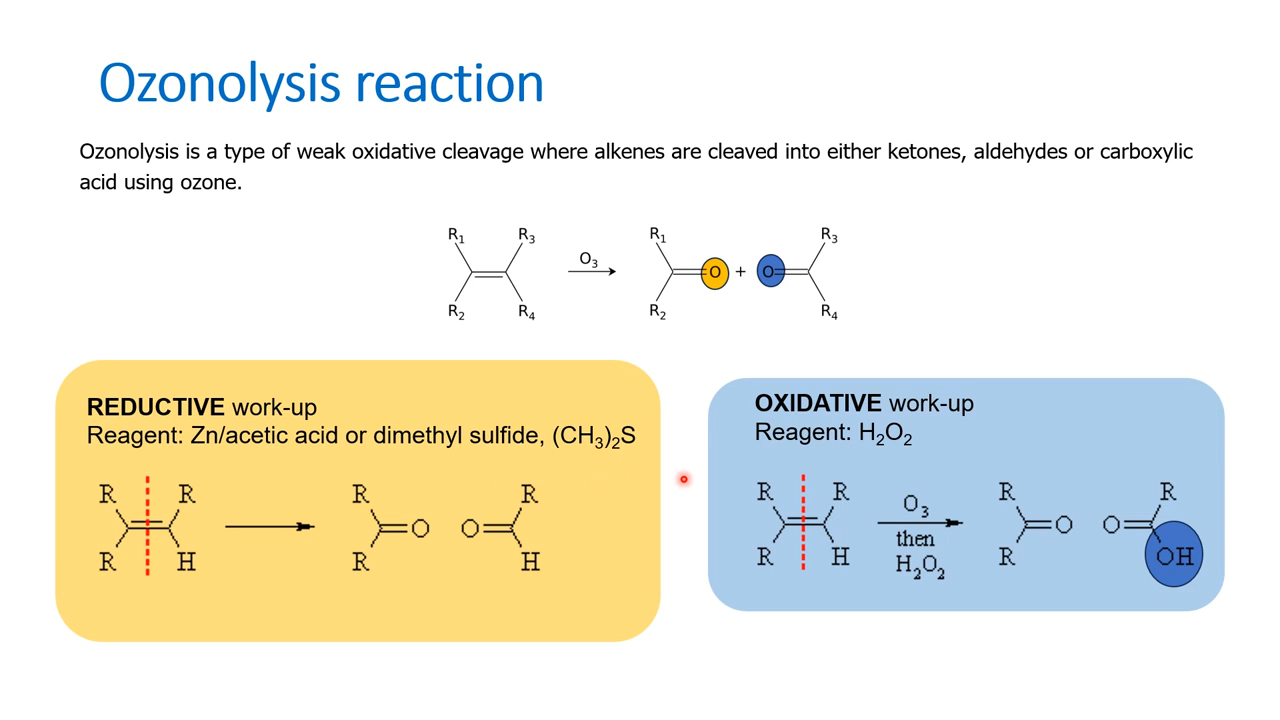 Ozonolysis reaction
Ozonolysis is a type of weak oxidative cleavage where alkenes are cleaved into either ketones, aldehydes or carboxylic
acid using ozone.
R₁ R₃ R₁ R₃
O₃
O + O
R₂ R₄ R₂ R₄
REDUCTIVE work-up
Reagent: Zn/acetic acid or dimethyl sulfide, (CH₃)₂S
R R R R
O O
R H R H
OXIDATIVE work-up
Reagent: H₂O₂
R R R R
O₃
O O
then
H₂O₂
R H R OH